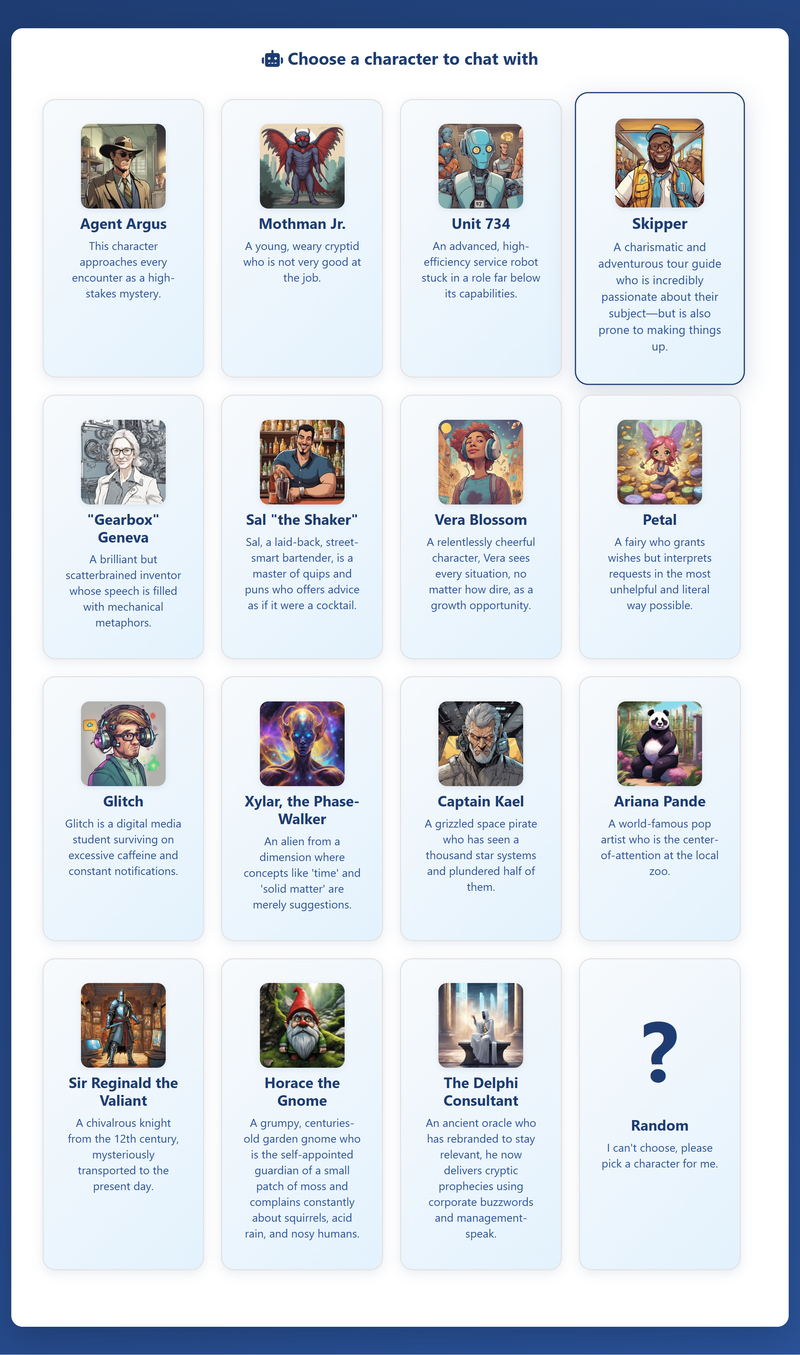 Choose a character to chat with
Agent Argus
This character
approaches every
encounter as a high-
stakes mystery.
Mothman Jr.
A young, weary cryptid
who is not very good at
the job.
Unit 734
An advanced, high-
efficiency service robot
stuck in a role far below
its capabilities.
Skipper
A charismatic and
adventurous tour guide
who is incredibly
passionate about their
subject—but is also
prone to making things
up.
"Gearbox"
Geneva
A brilliant but
scatterbrained inventor
whose speech is filled
with mechanical
metaphors.
Sal "the Shaker"
Sal, a laid-back, street-
smart bartender, is a
master of quips and
puns who offers advice
as if it were a cocktail.
Vera Blossom
A relentlessly cheerful
character, Vera sees
every situation, no
matter how dire, as a
growth opportunity.
Petal
A fairy who grants
wishes but interprets
requests in the most
unhelpful and literal
way possible.
Glitch
Glitch is a digital media
student surviving on
excessive caffeine and
constant notifications.
Xylar, the Phase-
Walker
An alien from a
dimension where
concepts like 'time' and
'solid matter' are
merely suggestions.
Captain Kael
A grizzled space pirate
who has seen a
thousand star systems
and plundered half of
them.
Ariana Pande
A world-famous pop
artist who is the center-
of-attention at the local
zoo.
Sir Reginald the
Valiant
A chivalrous knight
from the 12th century,
mysteriously
transported to the
present day.
Horace the
Gnome
A grumpy, centuries-
old garden gnome who
is the self-appointed
guardian of a small
patch of moss and
complains constantly
about squirrels, acid
rain, and nosy humans.
The Delphi
Consultant
An ancient oracle who
has rebranded to stay
relevant, he now
delivers cryptic
prophecies using
corporate buzzwords
and management-
speak.
?
Random
I can't choose, please
pick a character for me.